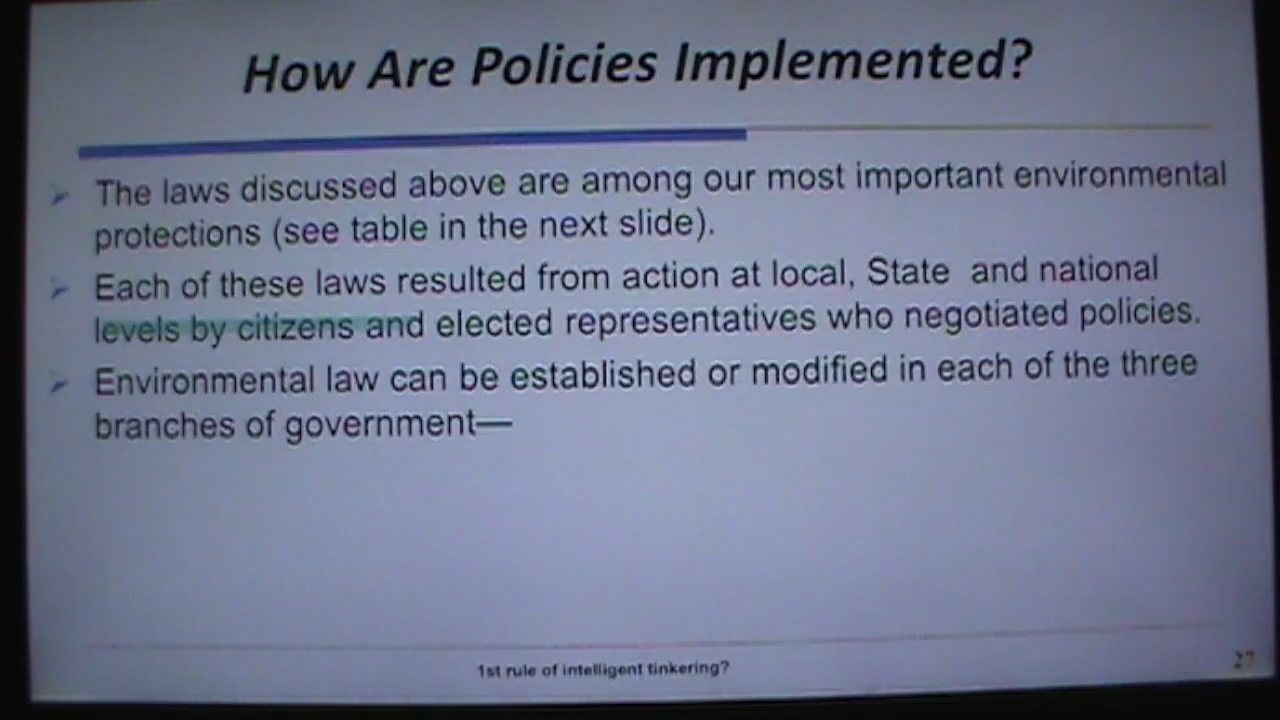 How Are Policies Implemented?
The laws discussed above are among our most important environmental
protections (see table in the next slide).
Each of these laws resulted from action at local, State and national
levels by citizens and elected representatives who negotiated policies.
Environmental law can be established or modified in each of the three
branches of government—
1st rule of intelligent tinkering?
27